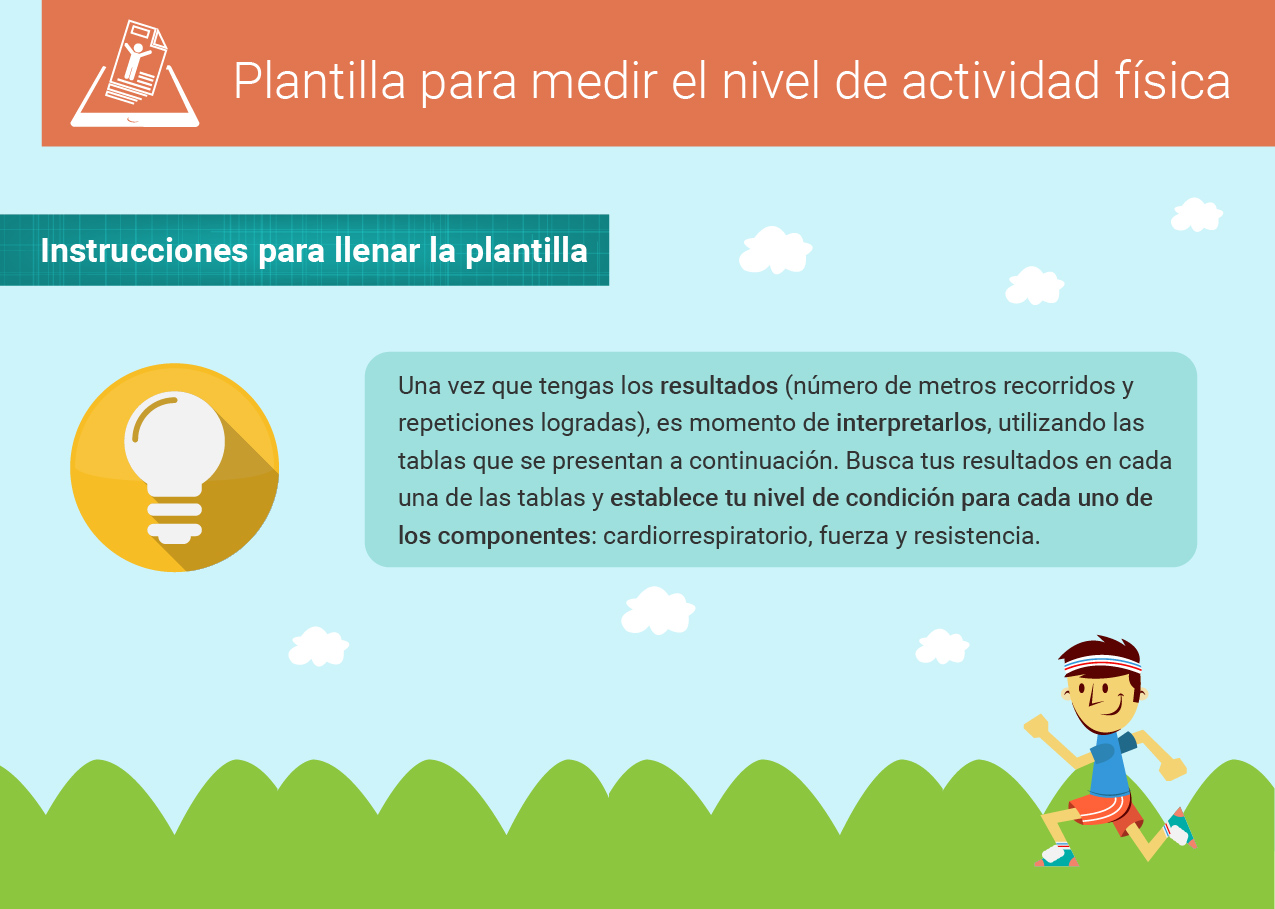 Plantilla para medir el nivel de actividad física
Instrucciones para llenar la plantilla
Una vez que tengas los resultados (número de metros recorridos y
repeticiones logradas), es momento de interpretarlos, utilizando las
tablas que se presentan a continuación. Busca tus resultados en cada
una de las tablas y establece tu nivel de condición para cada uno de
los componentes: cardiorrespiratorio, fuerza y resistencia.